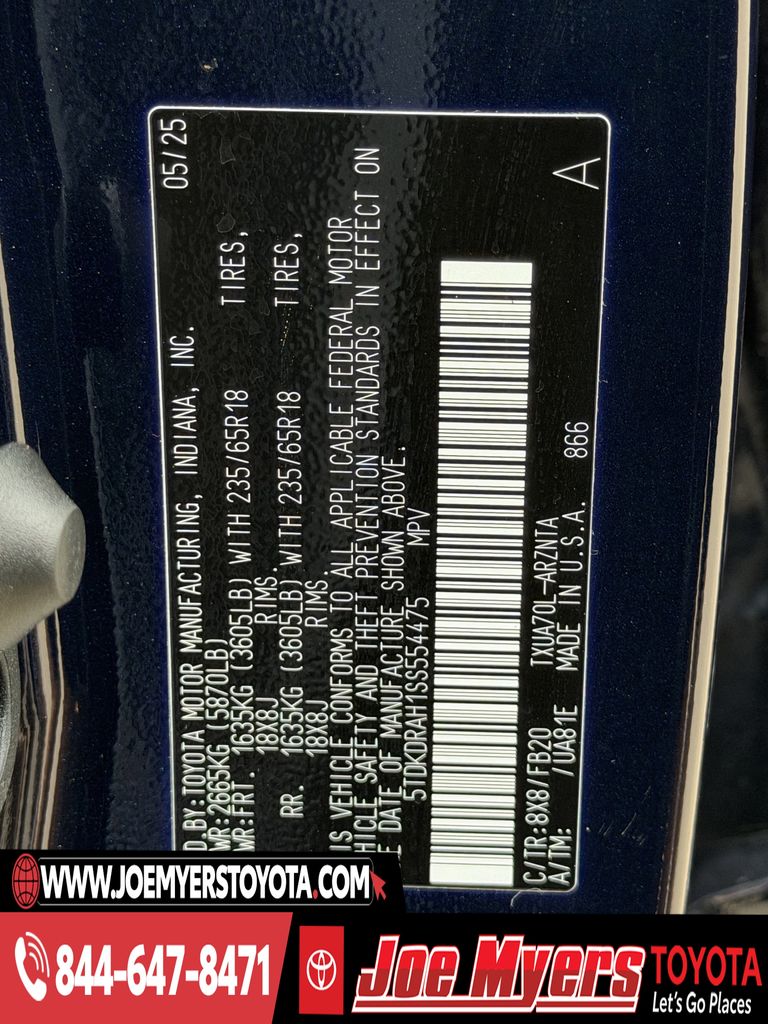 D.BY:TOYOTA MOTOR MANUFACTURING, INDIANA, INC. 05/25
WR:2665KG (5870LB)
WR:FRT. 1635KG (3605LB) WITH 235/65R18 TIRES,
18X8J RIMS.
RR. 1635KG (3605LB) WITH 235/65R18 TIRES,
18X8J RIMS
IS VEHICLE CONFORMS TO ALL APPLICABLE FEDERAL MOTOR
HICLE SAFETY AND THEFT PREVENTION STANDARDS IN EFFECT ON
E DATE OF MANUFACTURE SHOWN ABOVE.
5TDKDRAH1SS554475 MPV
C/TR:8X8/FB20 TXUA70L-ARZNTA A
A/TM: /UA81E MADE IN U.S.A. 866
WWW.JOEMYERSTOYOTA.COM
844-647-8471
Joe Myers TOYOTA
Let's Go Places